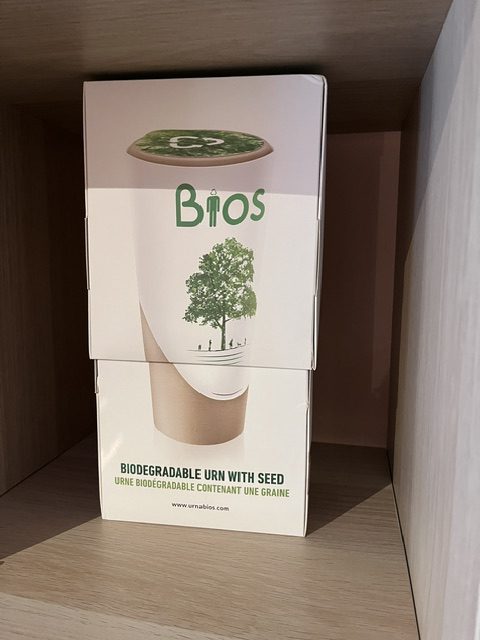 BiOS
BIODEGRADABLE URN WITH SEED
URNE BIODÉGRADABLE CONTENANT UNE GRAINE
www.urnabios.com